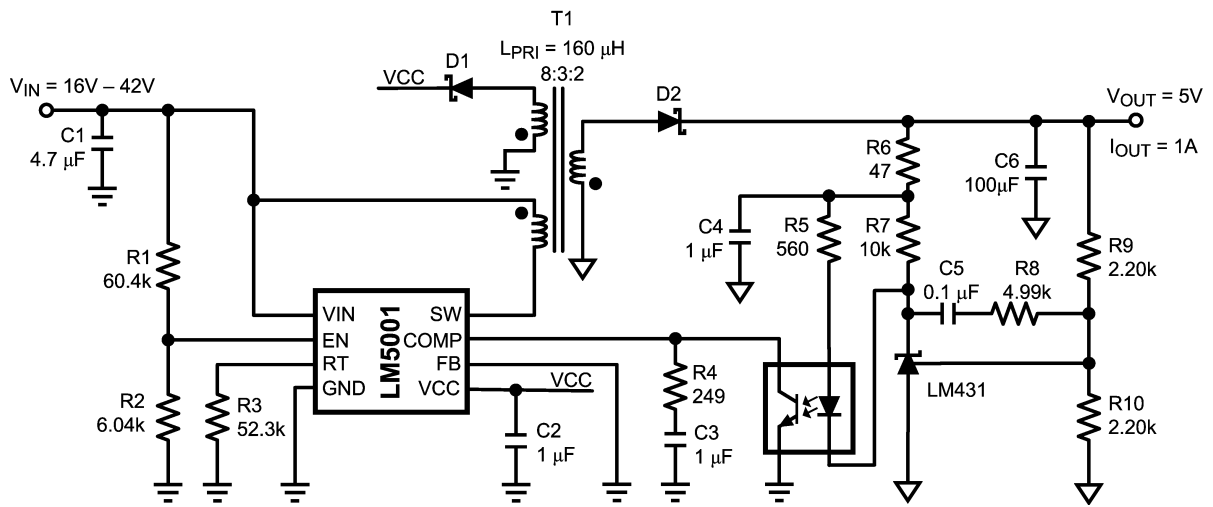 T1
LPRI = 160 µH
8:3:2
D1
VCC
VIN = 16V – 42V
D2
VOUT = 5V
IOUT = 1A
C1
4.7 µF
R6
47
C6
100µF
C4
1 µF
R5
560
R7
10k
R9
2.20k
R1
60.4k
C5
0.1 µF
R8
4.99k
LM5001
VIN
EN
RT
GND
SW
COMP
FB
VCC
VCC
LM431
R4
249
R2
6.04k
R3
52.3k
C2
1 µF
C3
1 µF
R10
2.20k